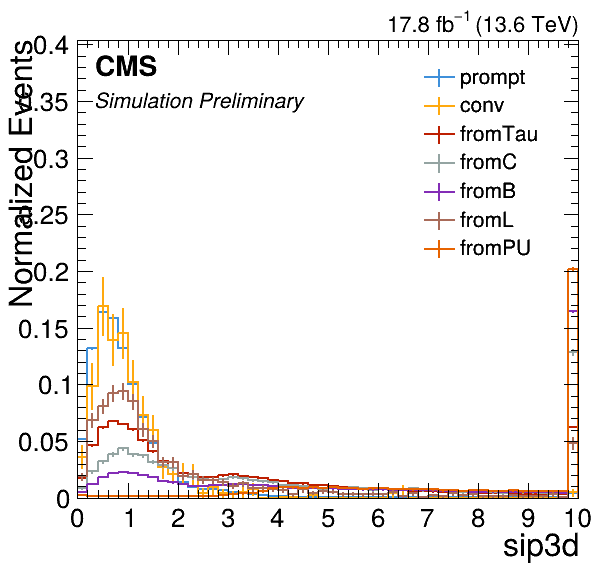 17.8 fb⁻¹ (13.6 TeV)
CMS
Simulation Preliminary
Normalized Events
0.4
0.35
0.3
0.25
0.2
0.15
0.1
0.05
0
prompt
conv
fromTau
fromC
fromB
fromL
fromPU
0 1 2 3 4 5 6 7 8 9 10
sip3d